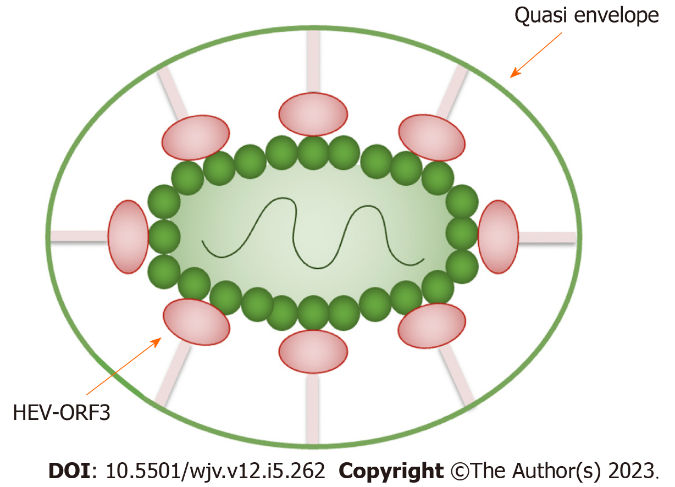 Quasi envelope
HEV-ORF3
DOI: 10.5501/wjv.v12.i5.262 Copyright ©The Author(s) 2023.